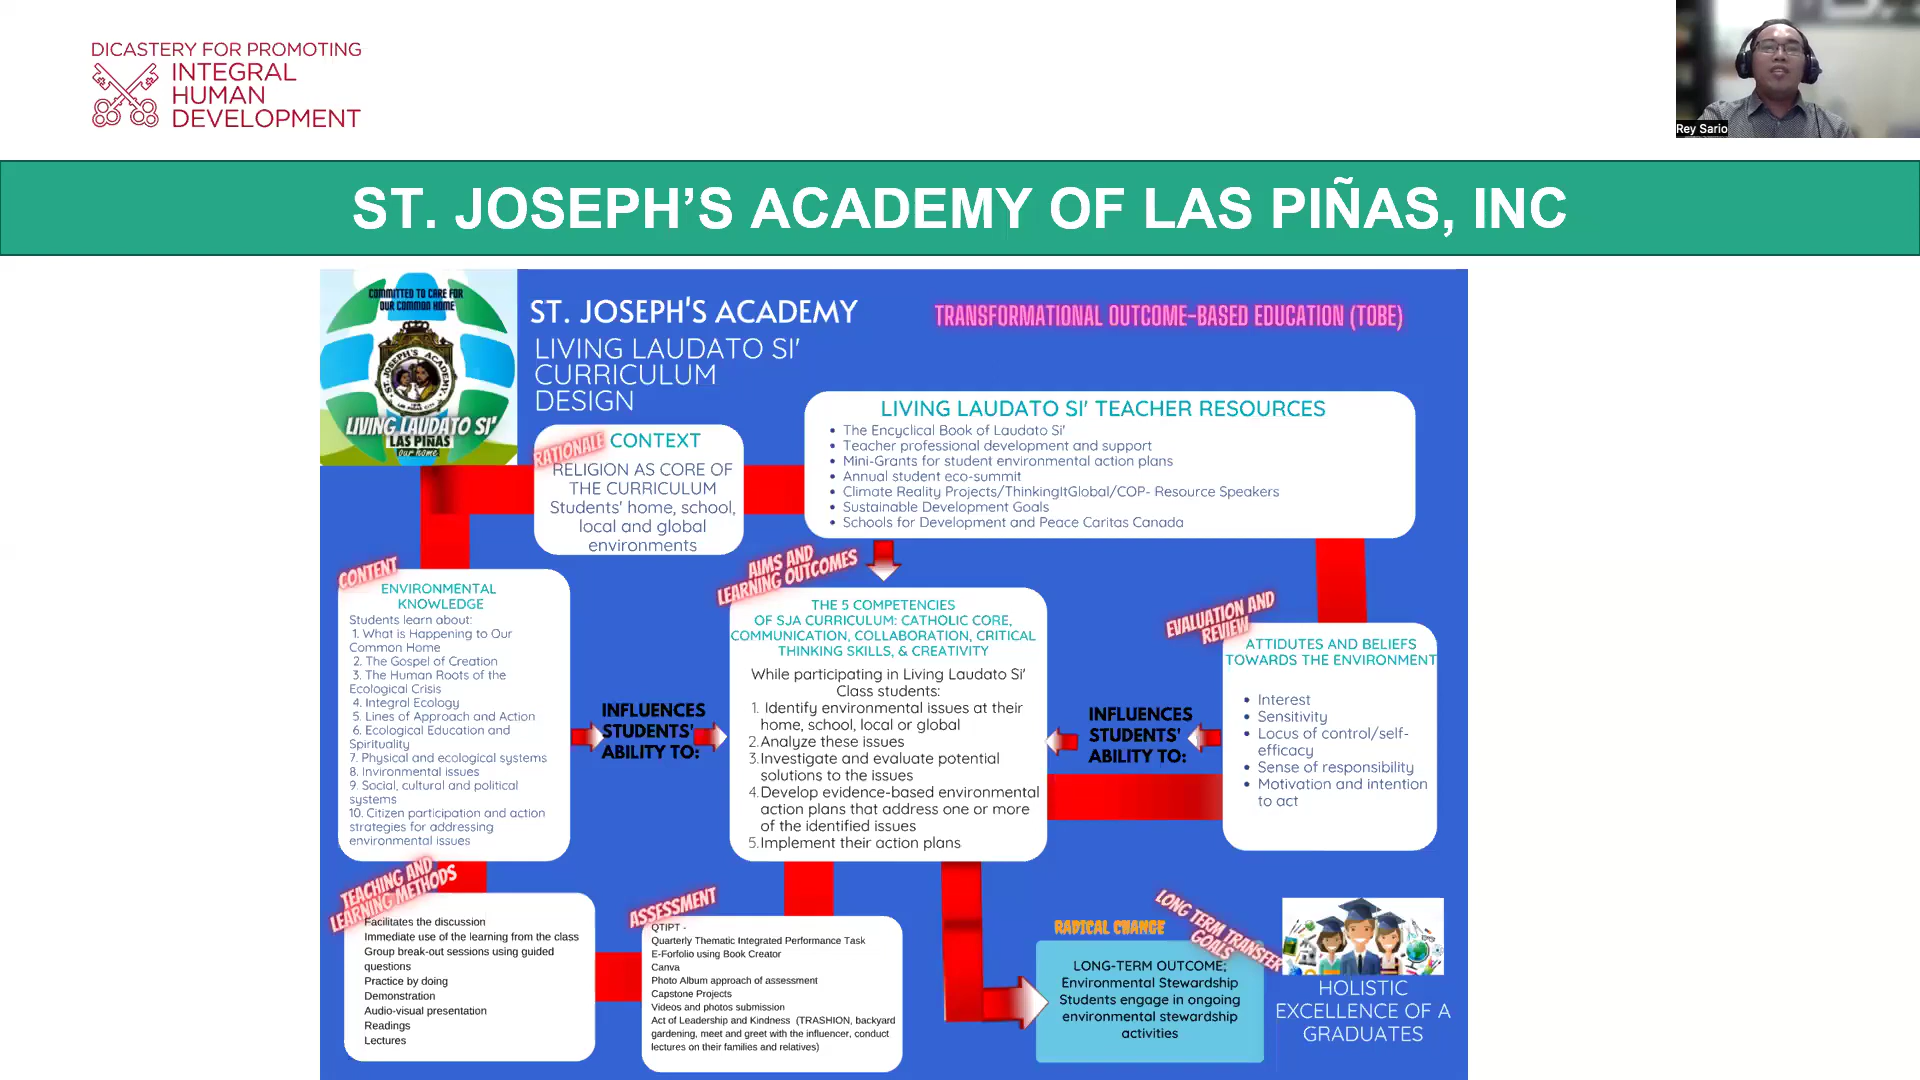 DICASTERY FOR PROMOTING
INTEGRAL
HUMAN
DEVELOPMENT
Rey Sario
ST. JOSEPH’S ACADEMY OF LAS PIÑAS, INC
COMMITTED TO CARE FOR
OUR COMMON HOME
ST. JOSEPH'S ACADEMY
LAS PIÑAS CITY
LIVING LAUDATO SI'
LAS PIÑAS
our home
ST. JOSEPH'S ACADEMY
LIVING LAUDATO SI'
CURRICULUM
DESIGN
TRANSFORMATIONAL OUTCOME-BASED EDUCATION (TOBE)
RATIONALE
CONTEXT
RELIGION AS CORE OF
THE CURRICULUM
Students' home, school,
local and global
environments
LIVING LAUDATO SI' TEACHER RESOURCES
• The Encyclical Book of Laudato Si'
• Teacher professional development and support
• Mini-Grants for student environmental action plans
• Annual student eco-summit
• Climate Reality Projects/ThinkingItGlobal/COP- Resource Speakers
• Sustainable Development Goals
• Schools for Development and Peace Caritas Canada
CONTENT
ENVIRONMENTAL
KNOWLEDGE
Students learn about:
1. What is Happening to Our
Common Home
2. The Gospel of Creation
3. The Human Roots of the
Ecological Crisis
4. Integral Ecology
5. Lines of Approach and Action
6. Ecological Education and
Spirituality
7. Physical and ecological systems
8. Invironmental issues
9. Social, cultural and political
systems
10. Citizen participation and action
strategies for addressing
environmental issues
INFLUENCES
STUDENTS'
ABILITY TO:
AIMS AND
LEARNING OUTCOMES
THE 5 COMPETENCIES
OF SJA CURRICULUM: CATHOLIC CORE,
COMMUNICATION, COLLABORATION, CRITICAL
THINKING SKILLS, & CREATIVITY
While participating in Living Laudato Si'
Class students:
1. Identify environmental issues at their
home, school, local or global
2. Analyze these issues
3. Investigate and evaluate potential
solutions to the issues
4. Develop evidence-based environmental
action plans that address one or more
of the identified issues
5. Implement their action plans
INFLUENCES
STUDENTS'
ABILITY TO:
EVALUATION AND
REVIEW
ATTIDUTES AND BELIEFS
TOWARDS THE ENVIRONMENT
• Interest
• Sensitivity
• Locus of control/self-
efficacy
• Sense of responsibility
• Motivation and intention
to act
TEACHING AND
LEARNING METHODS
Facilitates the discussion
Immediate use of the learning from the class
Group break-out sessions using guided
questions
Practice by doing
Demonstration
Audio-visual presentation
Readings
Lectures
ASSESSMENT
QTIPT -
Quarterly Thematic Integrated Performance Task
E-Forfolio using Book Creator
Canva
Photo Album approach of assessment
Capstone Projects
Videos and photos submission
Act of Leadership and Kindness (TRASHION, backyard
gardening, meet and greet with the influencer, conduct
lectures on their families and relatives)
RADICAL CHANGE
LONG TERM TRANSFER
GOALS
LONG-TERM OUTCOME;
Environmental Stewardship
Students engage in ongoing
environmental stewardship
activities
HOLISTIC
EXCELLENCE OF A
GRADUATES